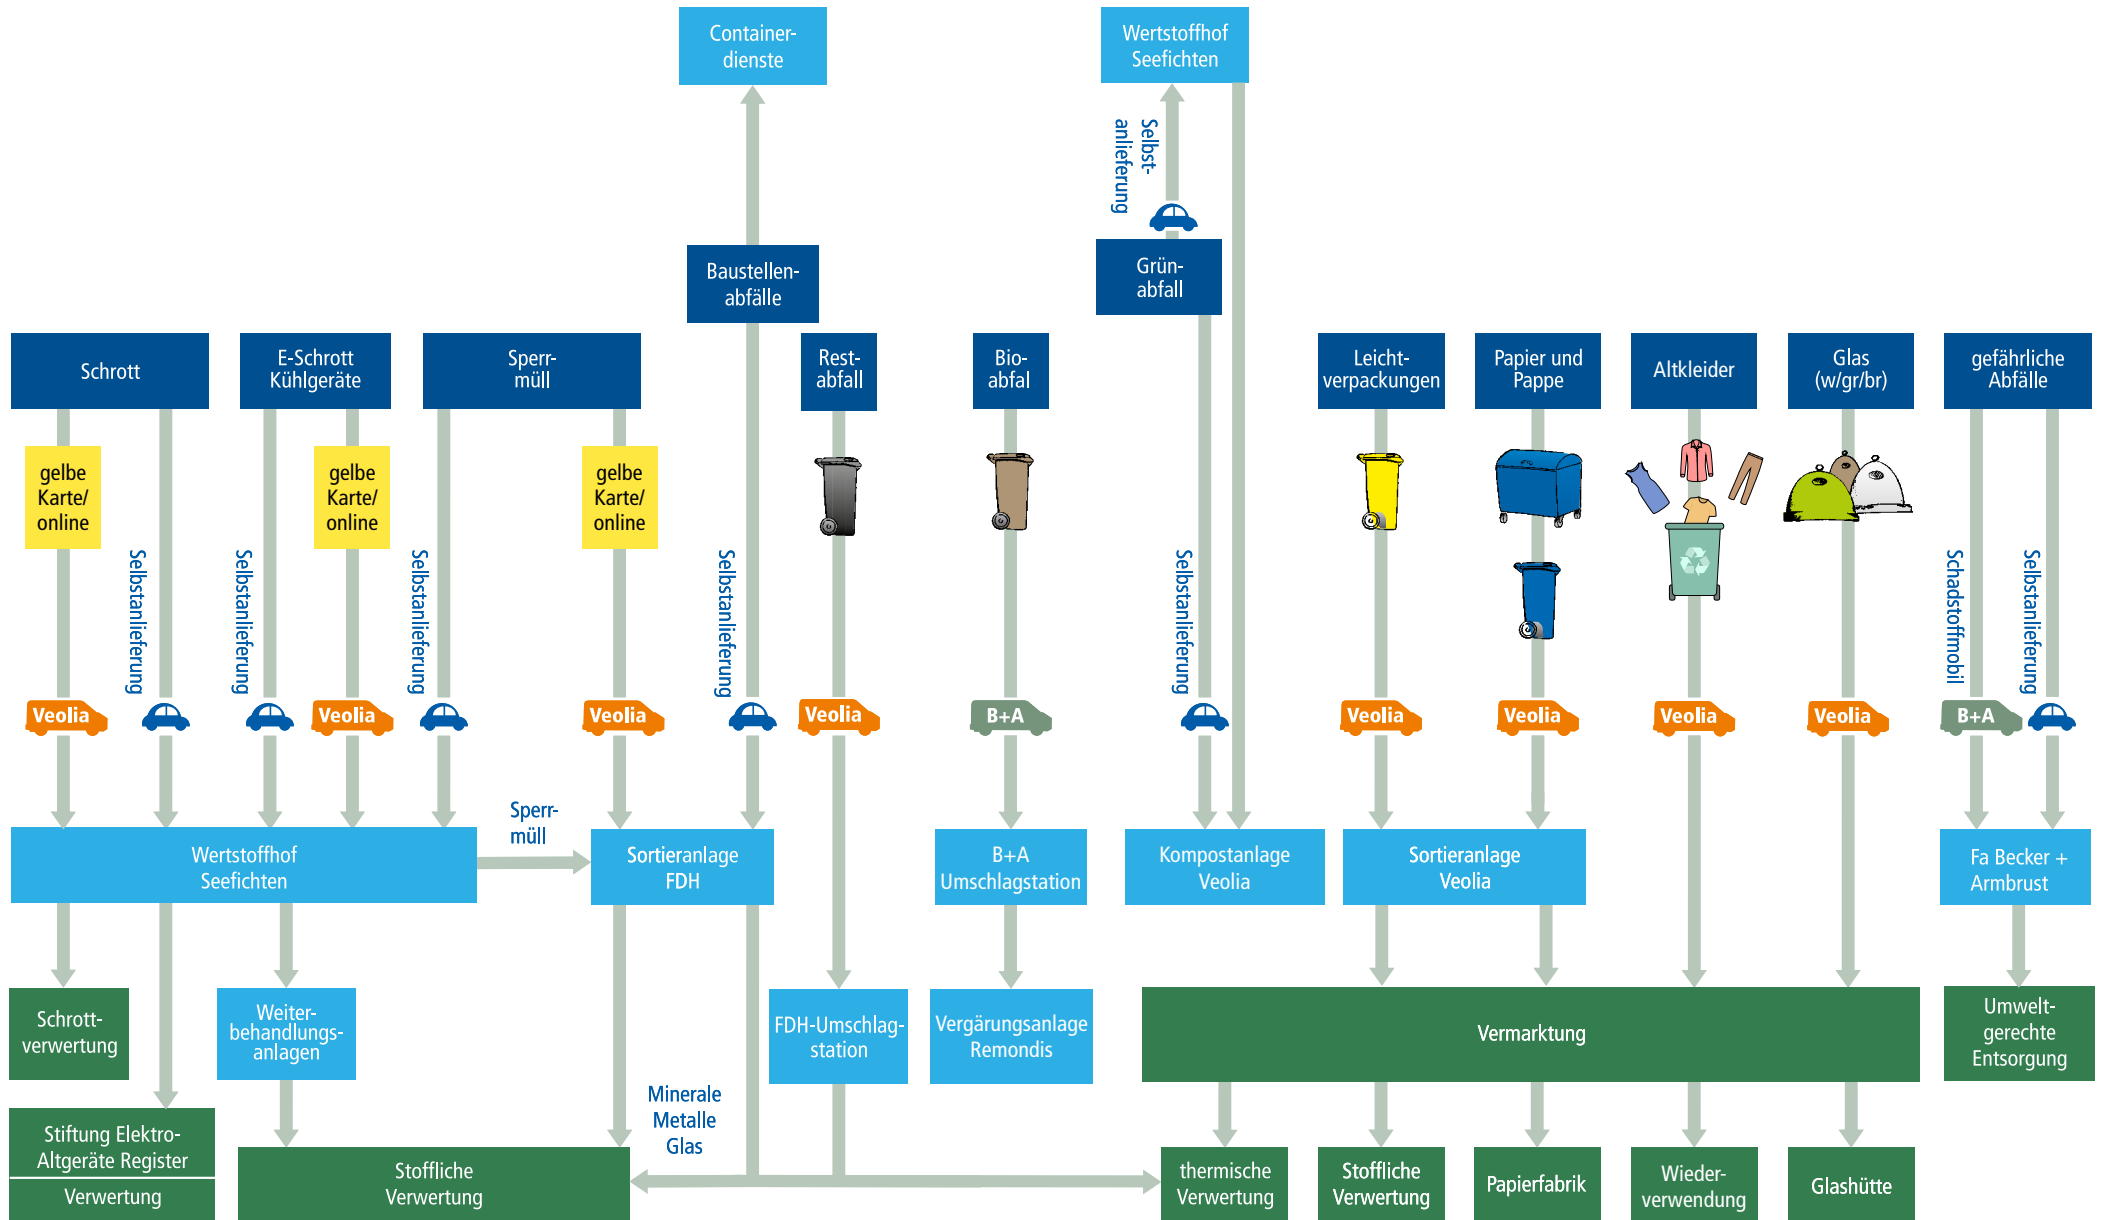 Container-
dienste
Wertstoffhof
Seefichten
Selbst-
anlieferung
Baustellen-
abfälle
Grün-
abfall
Schrott
E-Schrott
Kühlgeräte
Sperr-
müll
Rest-
abfall
Bio-
abfal
Leicht-
verpackungen
Papier und
Pappe
Altkleider
Glas
(w/gr/br)
gefährliche
Abfälle
gelbe
Karte/
online
gelbe
Karte/
online
gelbe
Karte/
online
Selbstanlieferung
Selbstanlieferung
Selbstanlieferung
Selbstanlieferung
Selbstanlieferung
Schadstoffmobil
Selbstanlieferung
Veolia
Veolia
Veolia
Veolia
B+A
Veolia
Veolia
Veolia
Veolia
B+A
Wertstoffhof
Seefichten
Sperr-
müll
Sortieranlage
FDH
B+A
Umschlagstation
Kompostanlage
Veolia
Sortieranlage
Veolia
Fa Becker +
Armbrust
Schrott-
verwertung
Weiter-
behandlungs-
anlagen
FDH-Umschlag-
station
Vergärungsanlage
Remondis
Vermarktung
Umwelt-
gerechte
Entsorgung
Minerale
Metalle
Glas
Stiftung Elektro-
Altgeräte Register
Verwertung
Stoffliche
Verwertung
thermische
Verwertung
Stoffliche
Verwertung
Papierfabrik
Wieder-
verwendung
Glashütte